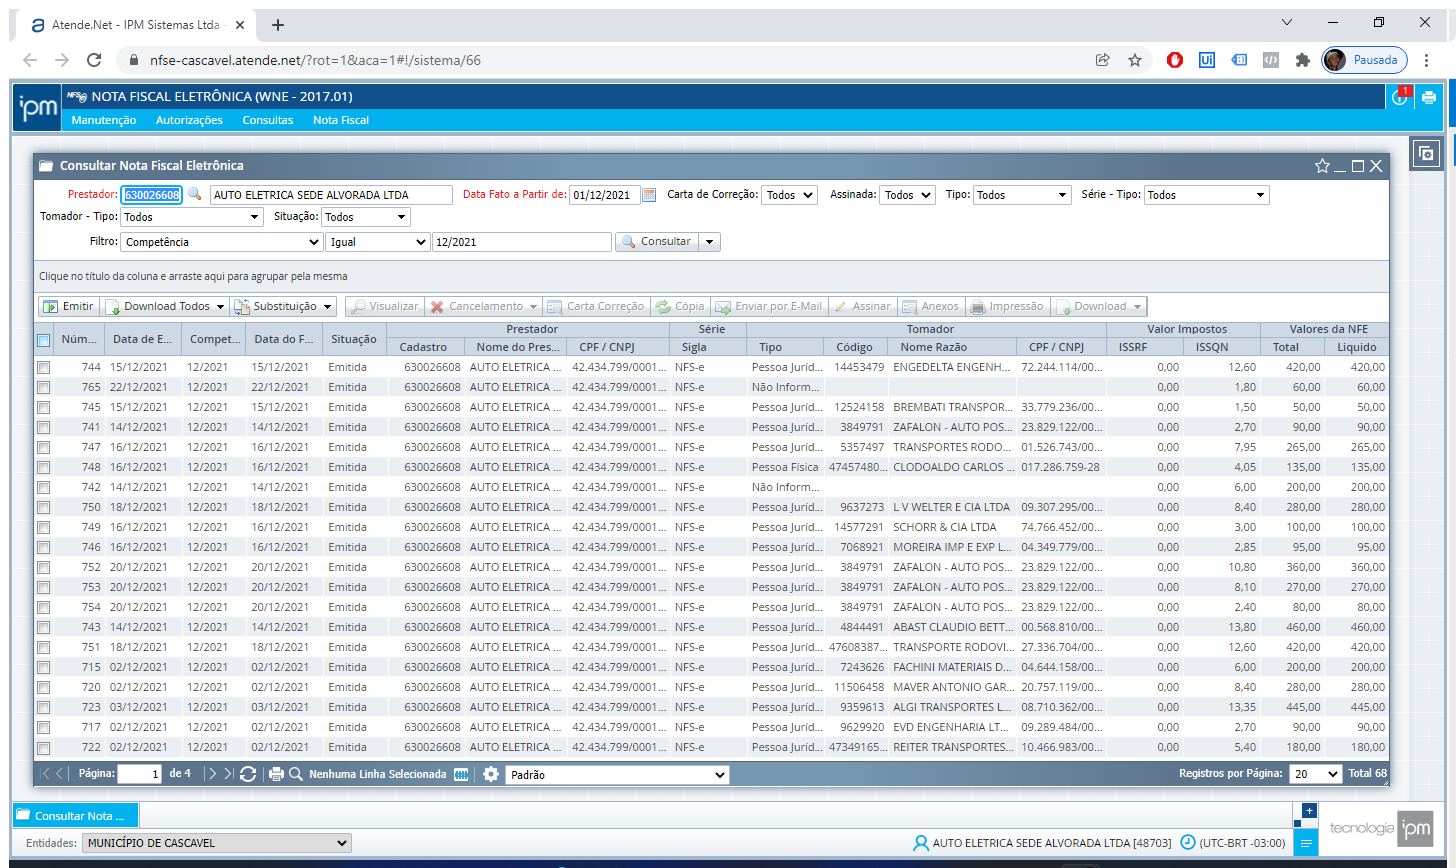 Atende.Net - IPM Sistemas Ltda
nfse-cascavel.atende.net/?rot=1&aca=1#!/sistema/66
Pausada
ipm NFS-e NOTA FISCAL ELETRÔNICA (WNE - 2017.01) 1
Manutenção Autorizações Consultas Nota Fiscal
Consultar Nota Fiscal Eletrônica
Prestador: 630026608 AUTO ELETRICA SEDE ALVORADA LTDA Data Fato a Partir de: 01/12/2021 Carta de Correção: Todos Assinada: Todos Tipo: Todos Série - Tipo: Todos
Tomador - Tipo: Todos Situação: Todos
Filtro: Competência Igual 12/2021 Consultar
Clique no título da coluna e arraste aqui para agrupar pela mesma
Emitir Download Todos Substituição Visualizar Cancelamento Carta Correção Cópia Enviar por E-Mail Assinar Anexos Impressão Download
Prestador Série Tomador Valor Impostos Valores da NFE
Núm... Data de E... Compet... Data do F... Situação Cadastro Nome do Pres... CPF / CNPJ Sigla Tipo Código Nome Razão CPF / CNPJ ISSRF ISSQN Total Liquido
744 15/12/2021 12/2021 15/12/2021 Emitida 630026608 AUTO ELETRICA ... 42.434.799/0001... NFS-e Pessoa Juríd... 14453479 ENGEDELTA ENGENH... 72.244.114/00... 0,00 12,60 420,00 420,00
765 22/12/2021 12/2021 22/12/2021 Emitida 630026608 AUTO ELETRICA ... 42.434.799/0001... NFS-e Não Inform... 0,00 1,80 60,00 60,00
745 15/12/2021 12/2021 15/12/2021 Emitida 630026608 AUTO ELETRICA ... 42.434.799/0001... NFS-e Pessoa Juríd... 12524158 BREMBATI TRANSPOR... 33.779.236/00... 0,00 1,50 50,00 50,00
741 14/12/2021 12/2021 14/12/2021 Emitida 630026608 AUTO ELETRICA ... 42.434.799/0001... NFS-e Pessoa Juríd... 3849791 ZAFALON - AUTO POS... 23.829.122/00... 0,00 2,70 90,00 90,00
747 16/12/2021 12/2021 16/12/2021 Emitida 630026608 AUTO ELETRICA ... 42.434.799/0001... NFS-e Pessoa Juríd... 5357497 TRANSPORTES RODO... 01.526.743/00... 0,00 7,95 265,00 265,00
748 16/12/2021 12/2021 16/12/2021 Emitida 630026608 AUTO ELETRICA ... 42.434.799/0001... NFS-e Pessoa Física 47457480... CLODOALDO CARLOS ... 017.286.759-28 0,00 4,05 135,00 135,00
742 14/12/2021 12/2021 14/12/2021 Emitida 630026608 AUTO ELETRICA ... 42.434.799/0001... NFS-e Não Inform... 0,00 6,00 200,00 200,00
750 18/12/2021 12/2021 18/12/2021 Emitida 630026608 AUTO ELETRICA ... 42.434.799/0001... NFS-e Pessoa Juríd... 9637273 L V WELTER E CIA LTDA 09.307.295/00... 0,00 8,40 280,00 280,00
749 16/12/2021 12/2021 16/12/2021 Emitida 630026608 AUTO ELETRICA ... 42.434.799/0001... NFS-e Pessoa Juríd... 14577291 SCHORR & CIA LTDA 74.766.452/00... 0,00 3,00 100,00 100,00
746 16/12/2021 12/2021 16/12/2021 Emitida 630026608 AUTO ELETRICA ... 42.434.799/0001... NFS-e Pessoa Juríd... 7068921 MOREIRA IMP E EXP L... 04.349.779/00... 0,00 2,85 95,00 95,00
752 20/12/2021 12/2021 20/12/2021 Emitida 630026608 AUTO ELETRICA ... 42.434.799/0001... NFS-e Pessoa Juríd... 3849791 ZAFALON - AUTO POS... 23.829.122/00... 0,00 10,80 360,00 360,00
753 20/12/2021 12/2021 20/12/2021 Emitida 630026608 AUTO ELETRICA ... 42.434.799/0001... NFS-e Pessoa Juríd... 3849791 ZAFALON - AUTO POS... 23.829.122/00... 0,00 8,10 270,00 270,00
754 20/12/2021 12/2021 20/12/2021 Emitida 630026608 AUTO ELETRICA ... 42.434.799/0001... NFS-e Pessoa Juríd... 3849791 ZAFALON - AUTO POS... 23.829.122/00... 0,00 2,40 80,00 80,00
743 14/12/2021 12/2021 14/12/2021 Emitida 630026608 AUTO ELETRICA ... 42.434.799/0001... NFS-e Pessoa Juríd... 4844491 ABAST CLAUDIO BETT... 00.568.810/00... 0,00 13,80 460,00 460,00
751 18/12/2021 12/2021 18/12/2021 Emitida 630026608 AUTO ELETRICA ... 42.434.799/0001... NFS-e Pessoa Juríd... 47608387... TRANSPORTE RODOVI... 27.336.704/00... 0,00 12,60 420,00 420,00
715 02/12/2021 12/2021 02/12/2021 Emitida 630026608 AUTO ELETRICA ... 42.434.799/0001... NFS-e Pessoa Juríd... 7243626 FACHINI MATERIAIS D... 04.644.158/00... 0,00 6,00 200,00 200,00
720 02/12/2021 12/2021 02/12/2021 Emitida 630026608 AUTO ELETRICA ... 42.434.799/0001... NFS-e Pessoa Juríd... 11506458 MAVER ANTONIO GAR... 20.757.119/00... 0,00 8,40 280,00 280,00
723 03/12/2021 12/2021 03/12/2021 Emitida 630026608 AUTO ELETRICA ... 42.434.799/0001... NFS-e Pessoa Juríd... 9359613 ALGI TRANSPORTES L... 08.710.362/00... 0,00 13,35 445,00 445,00
717 02/12/2021 12/2021 02/12/2021 Emitida 630026608 AUTO ELETRICA ... 42.434.799/0001... NFS-e Pessoa Juríd... 9629920 EVD ENGENHARIA LT... 09.289.484/00... 0,00 2,70 90,00 90,00
722 02/12/2021 12/2021 02/12/2021 Emitida 630026608 AUTO ELETRICA ... 42.434.799/0001... NFS-e Pessoa Juríd... 47349165... REITER TRANSPORTES... 10.466.983/00... 0,00 5,40 180,00 180,00
Página: 1 de 4 Nenhuma Linha Selecionada Padrão Registros por Página: 20 Total 68
Consultar Nota ...
Entidades: MUNICÍPIO DE CASCAVEL AUTO ELETRICA SEDE ALVORADA LTDA [48703] (UTC-BRT -03:00) tecnologia ipm